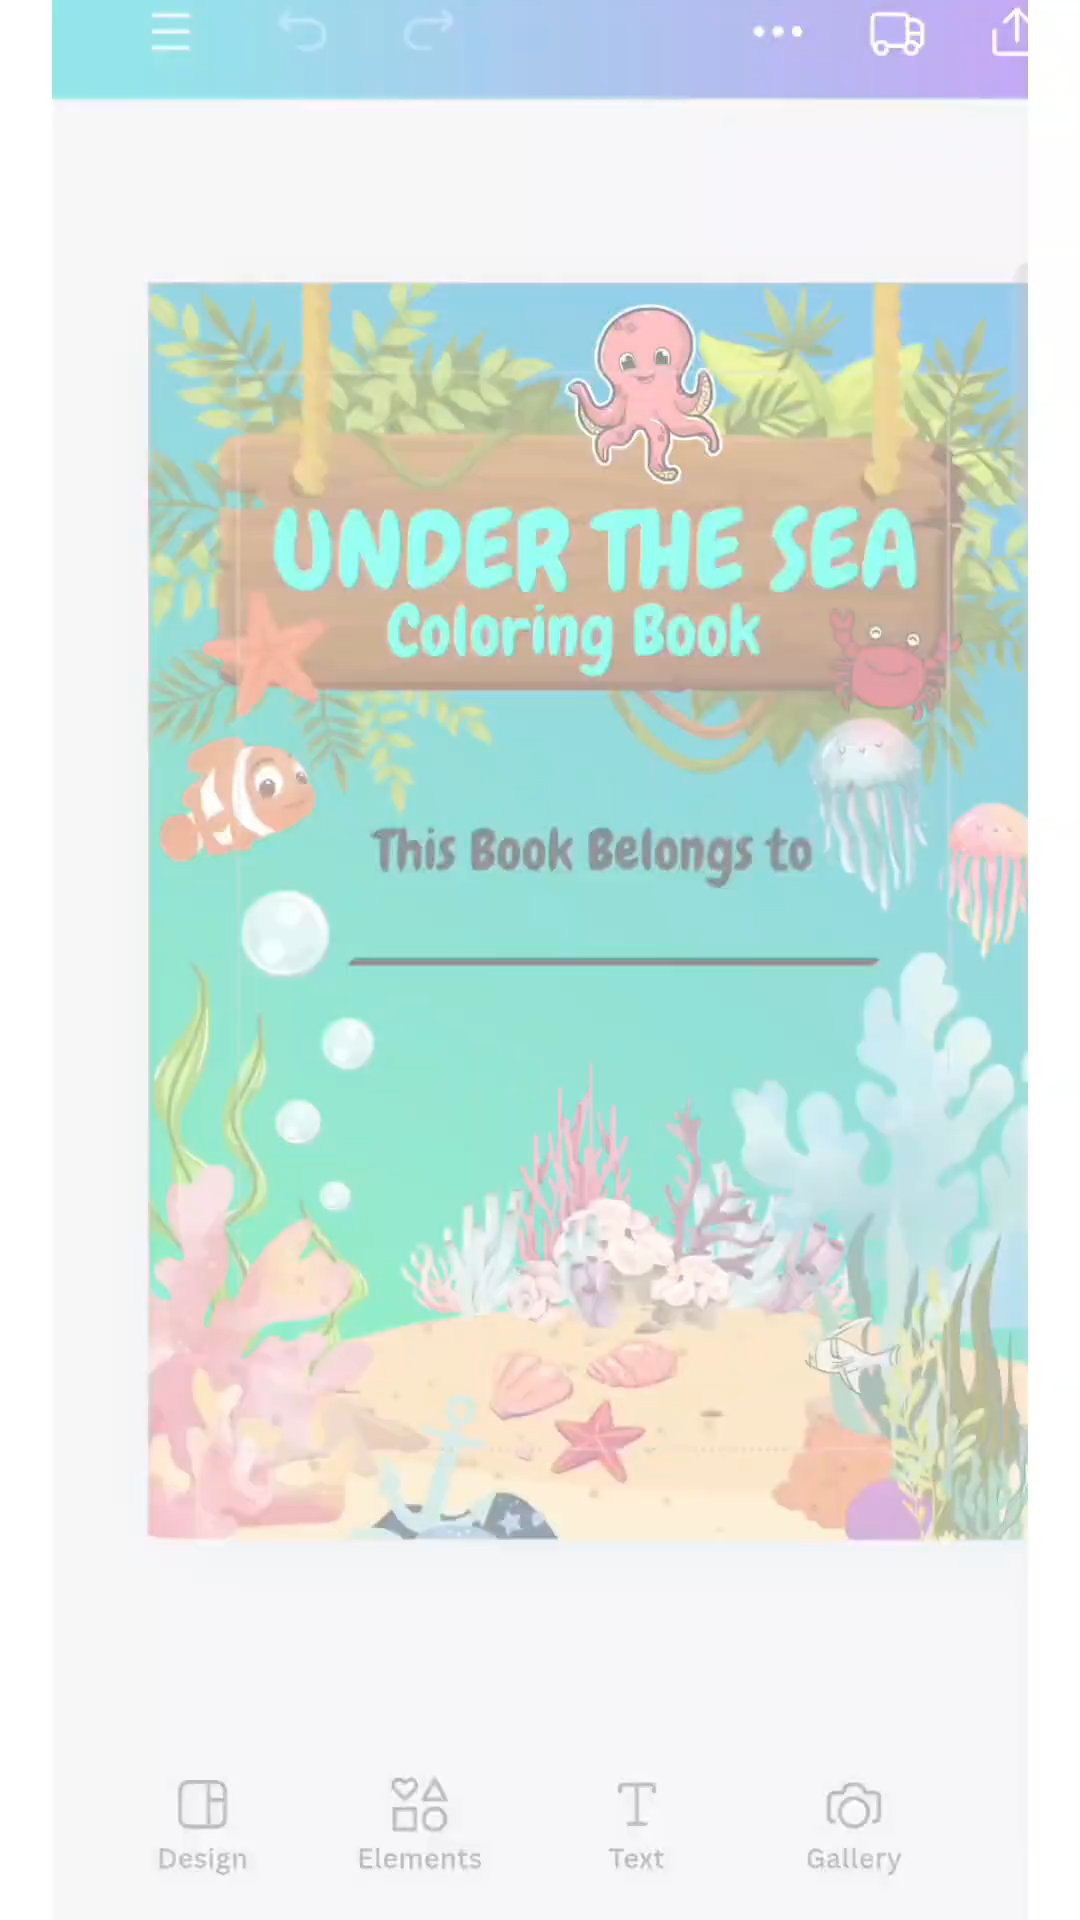 UNDER THE SEA
Coloring Book
This Book Belongs to
Design
Elements
Text
Gallery